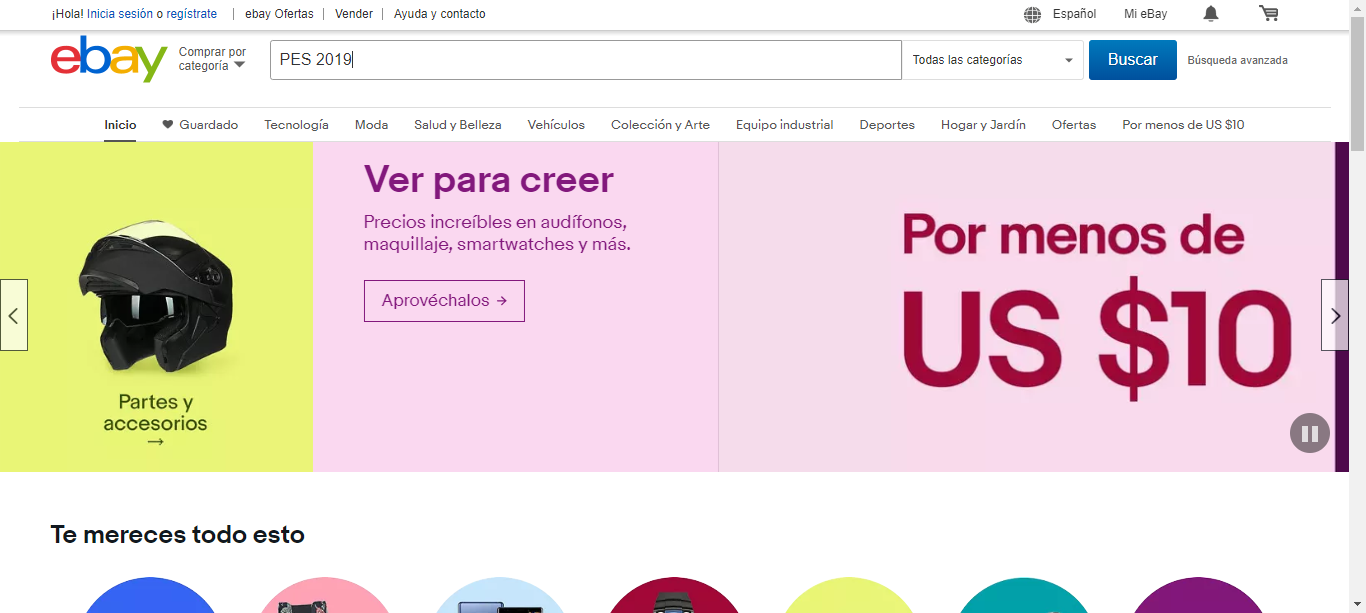 ¡Hola! Inicia sesión o regístrate
ebay Ofertas
Vender
Ayuda y contacto
Español
Mi eBay
ebay
Comprar por
categoría
PES 2019
Todas las categorías
Buscar
Búsqueda avanzada
Inicio
Guardado
Tecnología
Moda
Salud y Belleza
Vehículos
Colección y Arte
Equipo industrial
Deportes
Hogar y Jardín
Ofertas
Por menos de US $10
Partes y
accesorios
Ver para creer
Precios increíbles en audífonos,
maquillaje, smartwatches y más.
Aprovéchalos
Por menos de
US $10
Te mereces todo esto